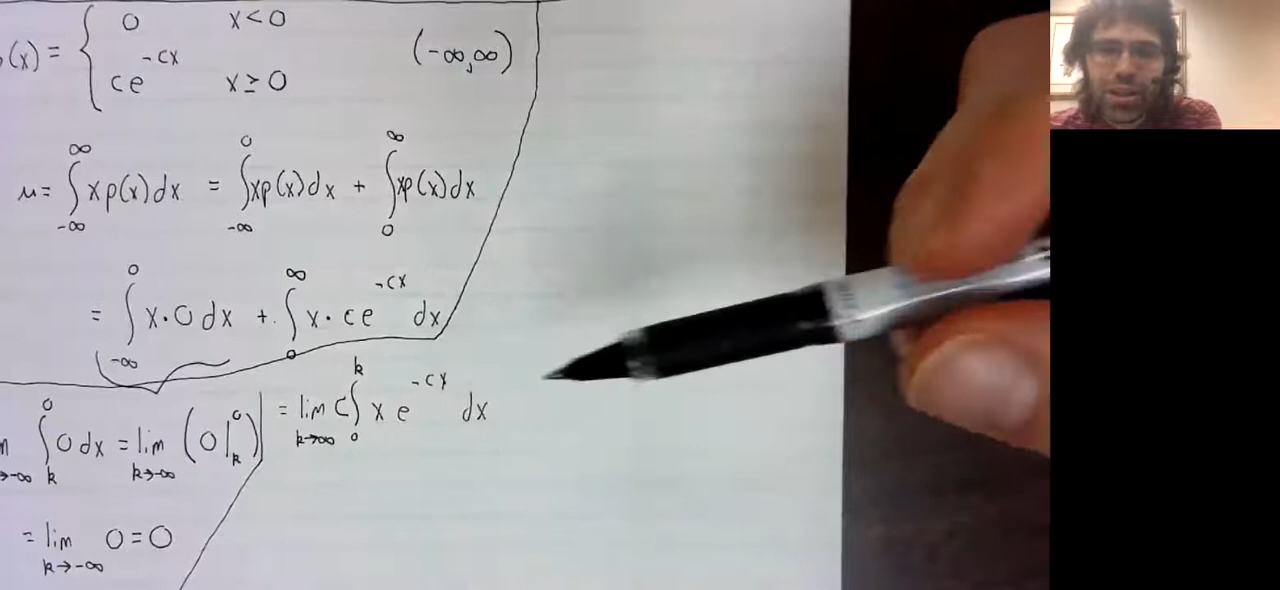 (x) = { 0 x < 0
ce^{-cx} x ≥ 0
(-∞,∞)
μ = ∫_{-∞}^{∞} x p(x) dx = ∫_{-∞}^{0} x p(x) dx + ∫_{0}^{∞} x p(x) dx
= ∫_{-∞}^{0} x · 0 dx + ∫_{0}^{∞} x · ce^{-cx} dx
∫_{k}^{0} 0 dx = lim_{k→-∞} (0|_{k}^{0})
= lim_{k→-∞} 0 = 0
= lim_{k→∞} c ∫_{0}^{k} x e^{-cx} dx